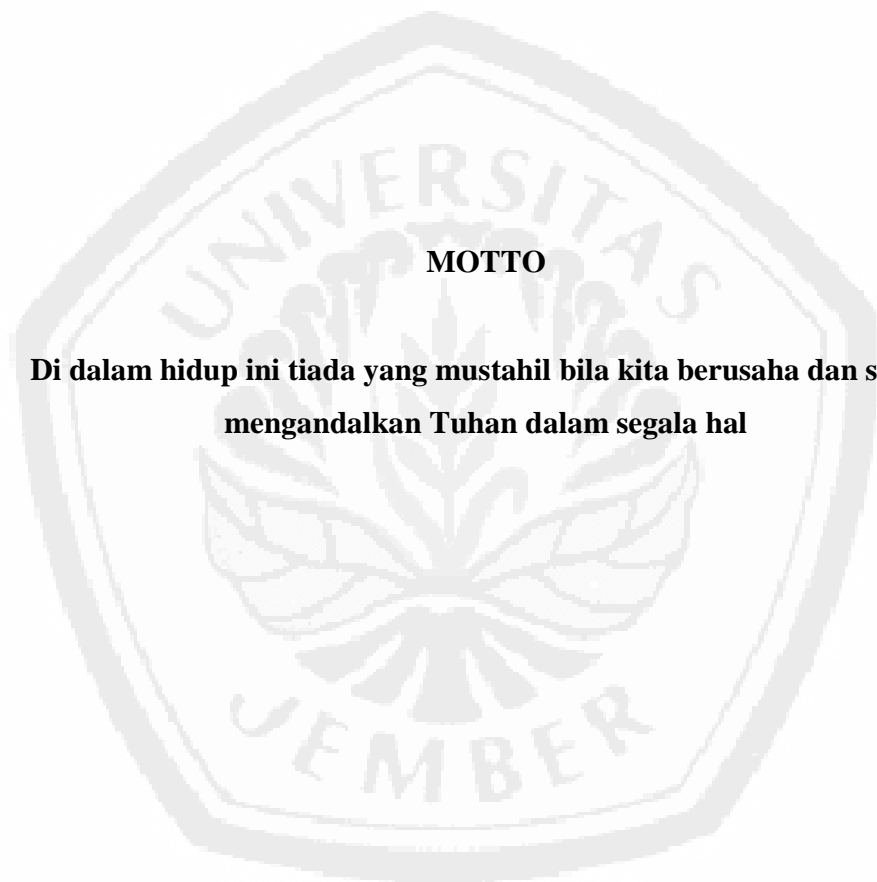 UNIVERSITAS
MOTTO
Di dalam hidup ini tiada yang mustahil bila kita berusaha dan s
mengandalkan Tuhan dalam segala hal
JEMBER